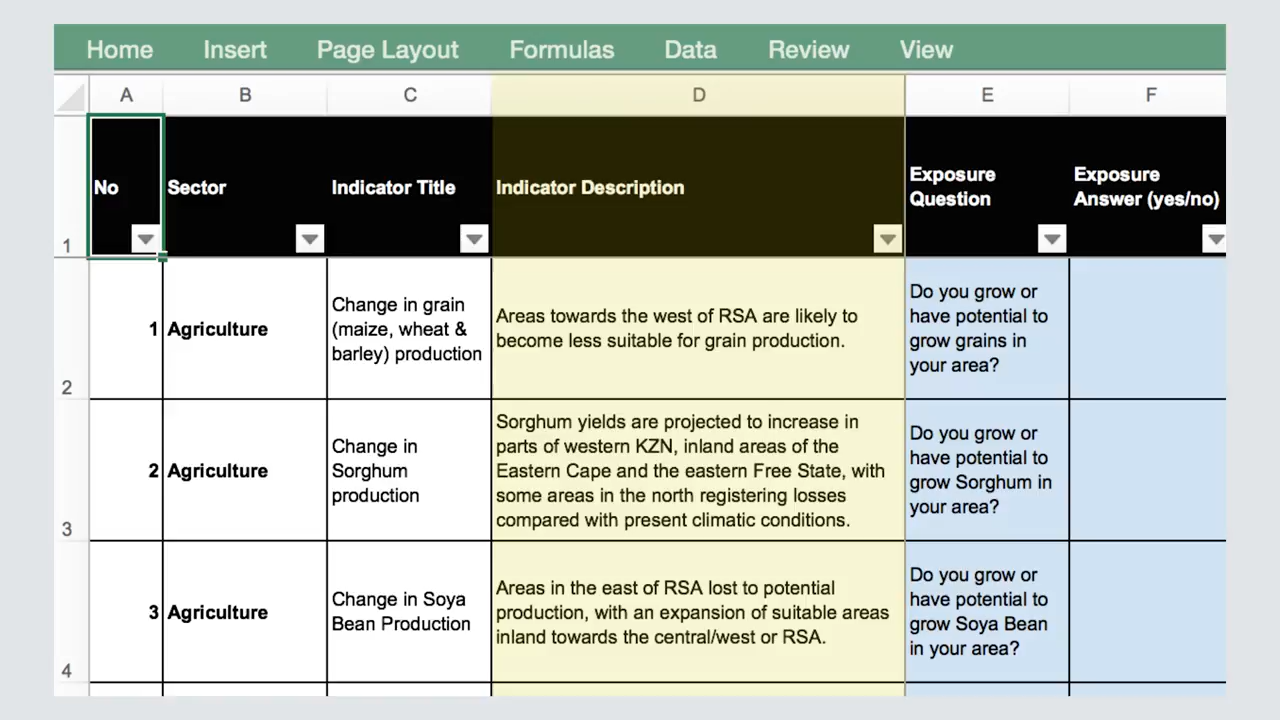 Home Insert Page Layout Formulas Data Review View
A B C D E F
1
No
Sector
Indicator Title
Indicator Description
Exposure
Question
Exposure
Answer (yes/no)
2
1
Agriculture
Change in grain
(maize, wheat &
barley) production
Areas towards the west of RSA are likely to
become less suitable for grain production.
Do you grow or
have potential to
grow grains in
your area?
3
2
Agriculture
Change in
Sorghum
production
Sorghum yields are projected to increase in
parts of western KZN, inland areas of the
Eastern Cape and the eastern Free State, with
some areas in the north registering losses
compared with present climatic conditions.
Do you grow or
have potential to
grow Sorghum in
your area?
4
3
Agriculture
Change in Soya
Bean Production
Areas in the east of RSA lost to potential
production, with an expansion of suitable areas
inland towards the central/west or RSA.
Do you grow or
have potential to
grow Soya Bean
in your area?